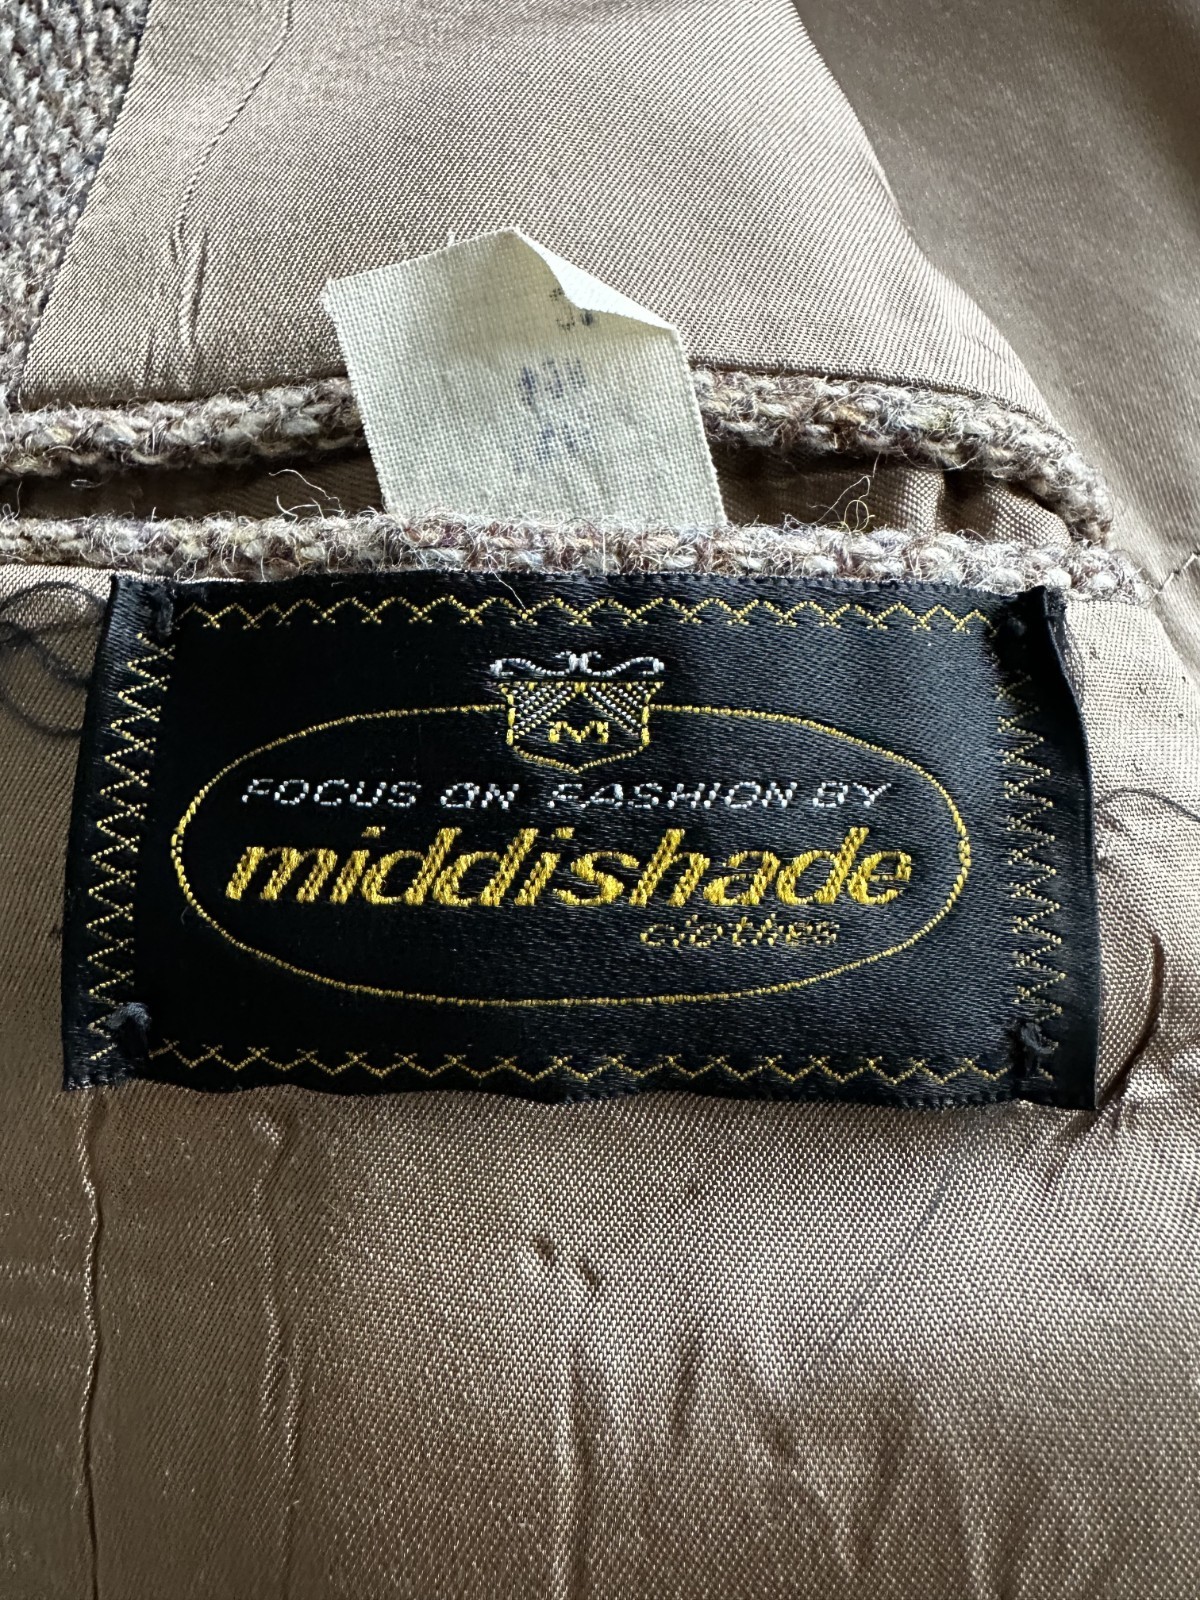 M
FOCUS ON FASHION BY
middishade
clothes